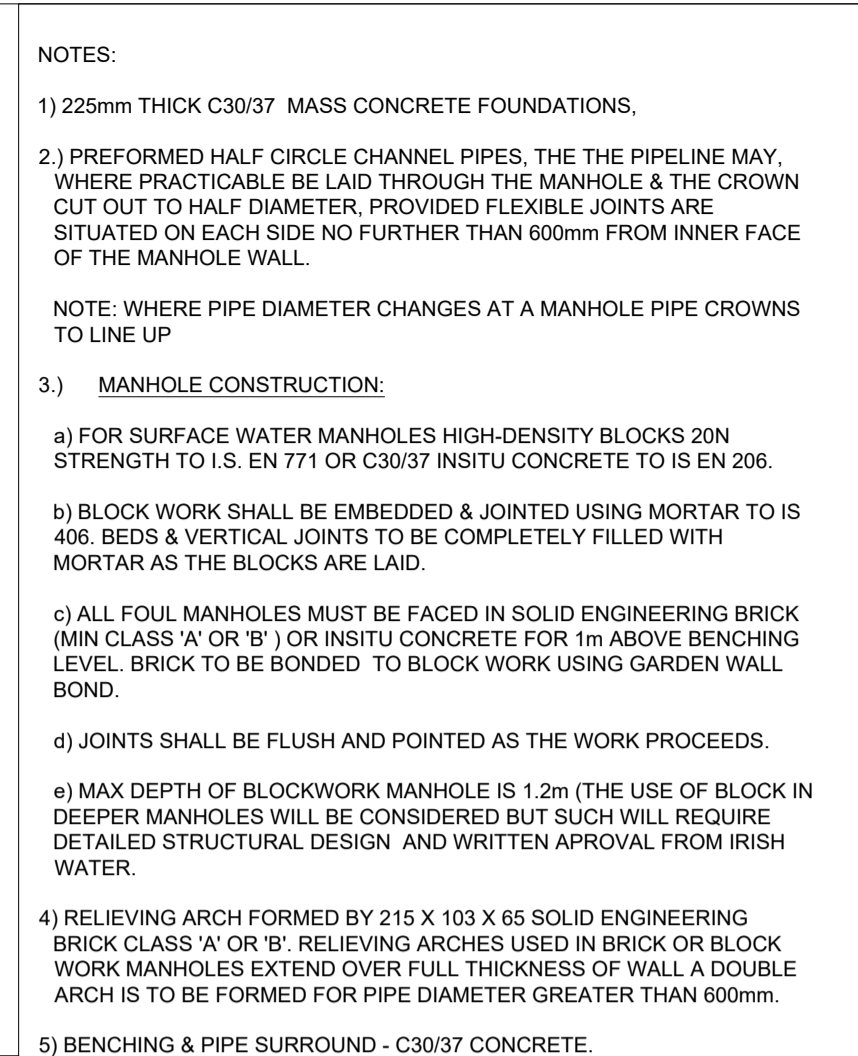 NOTES:
1) 225mm THICK C30/37 MASS CONCRETE FOUNDATIONS,
2.) PREFORMED HALF CIRCLE CHANNEL PIPES, THE THE PIPELINE MAY,
WHERE PRACTICABLE BE LAID THROUGH THE MANHOLE & THE CROWN
CUT OUT TO HALF DIAMETER, PROVIDED FLEXIBLE JOINTS ARE
SITUATED ON EACH SIDE NO FURTHER THAN 600mm FROM INNER FACE
OF THE MANHOLE WALL.
NOTE: WHERE PIPE DIAMETER CHANGES AT A MANHOLE PIPE CROWNS
TO LINE UP
3.) MANHOLE CONSTRUCTION:
a) FOR SURFACE WATER MANHOLES HIGH-DENSITY BLOCKS 20N
STRENGTH TO I.S. EN 771 OR C30/37 INSITU CONCRETE TO IS EN 206.
b) BLOCK WORK SHALL BE EMBEDDED & JOINTED USING MORTAR TO IS
406. BEDS & VERTICAL JOINTS TO BE COMPLETELY FILLED WITH
MORTAR AS THE BLOCKS ARE LAID.
c) ALL FOUL MANHOLES MUST BE FACED IN SOLID ENGINEERING BRICK
(MIN CLASS 'A' OR 'B' ) OR INSITU CONCRETE FOR 1m ABOVE BENCHING
LEVEL. BRICK TO BE BONDED TO BLOCK WORK USING GARDEN WALL
BOND.
d) JOINTS SHALL BE FLUSH AND POINTED AS THE WORK PROCEEDS.
e) MAX DEPTH OF BLOCKWORK MANHOLE IS 1.2m (THE USE OF BLOCK IN
DEEPER MANHOLES WILL BE CONSIDERED BUT SUCH WILL REQUIRE
DETAILED STRUCTURAL DESIGN AND WRITTEN APROVAL FROM IRISH
WATER.
4) RELIEVING ARCH FORMED BY 215 X 103 X 65 SOLID ENGINEERING
BRICK CLASS 'A' OR 'B'. RELIEVING ARCHES USED IN BRICK OR BLOCK
WORK MANHOLES EXTEND OVER FULL THICKNESS OF WALL A DOUBLE
ARCH IS TO BE FORMED FOR PIPE DIAMETER GREATER THAN 600mm.
5) BENCHING & PIPE SURROUND - C30/37 CONCRETE.